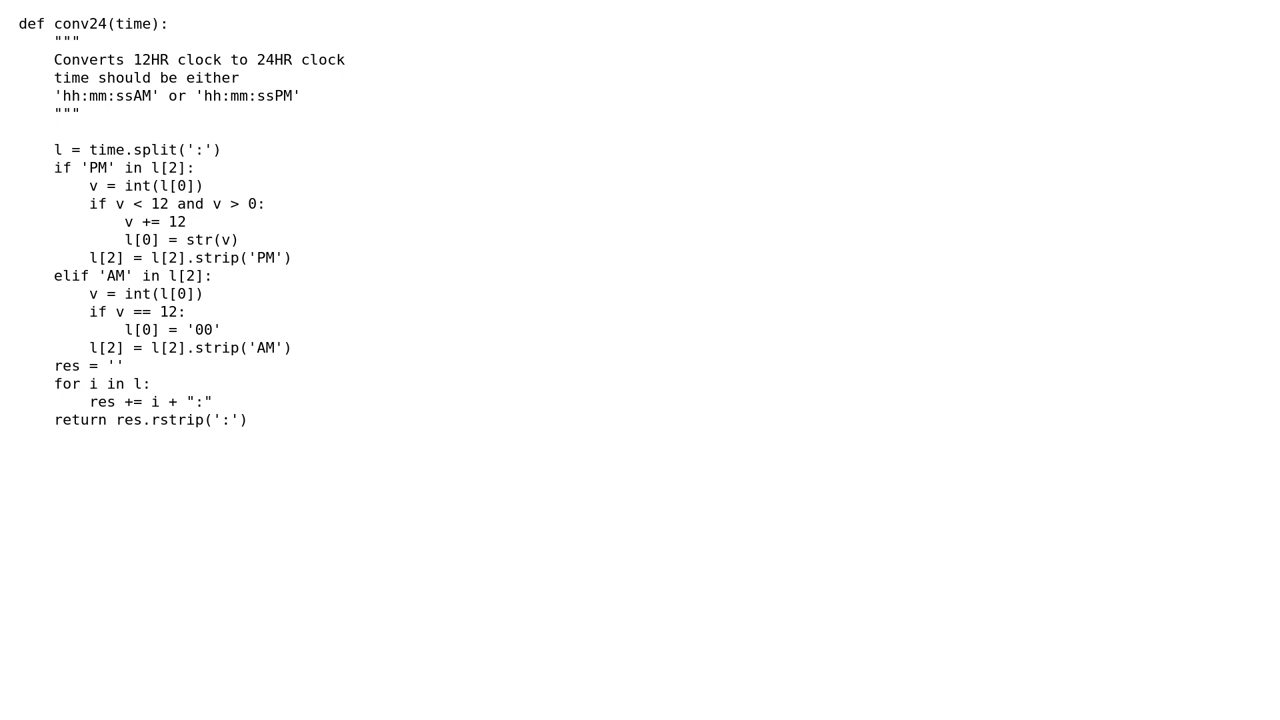 def conv24(time):
    """
    Converts 12HR clock to 24HR clock
    time should be either
    'hh:mm:ssAM' or 'hh:mm:ssPM'
    """

    l = time.split(':')
    if 'PM' in l[2]:
        v = int(l[0])
        if v < 12 and v > 0:
            v += 12
            l[0] = str(v)
        l[2] = l[2].strip('PM')
    elif 'AM' in l[2]:
        v = int(l[0])
        if v == 12:
            l[0] = '00'
        l[2] = l[2].strip('AM')
    res = ''
    for i in l:
        res += i + ":"
    return res.rstrip(':')